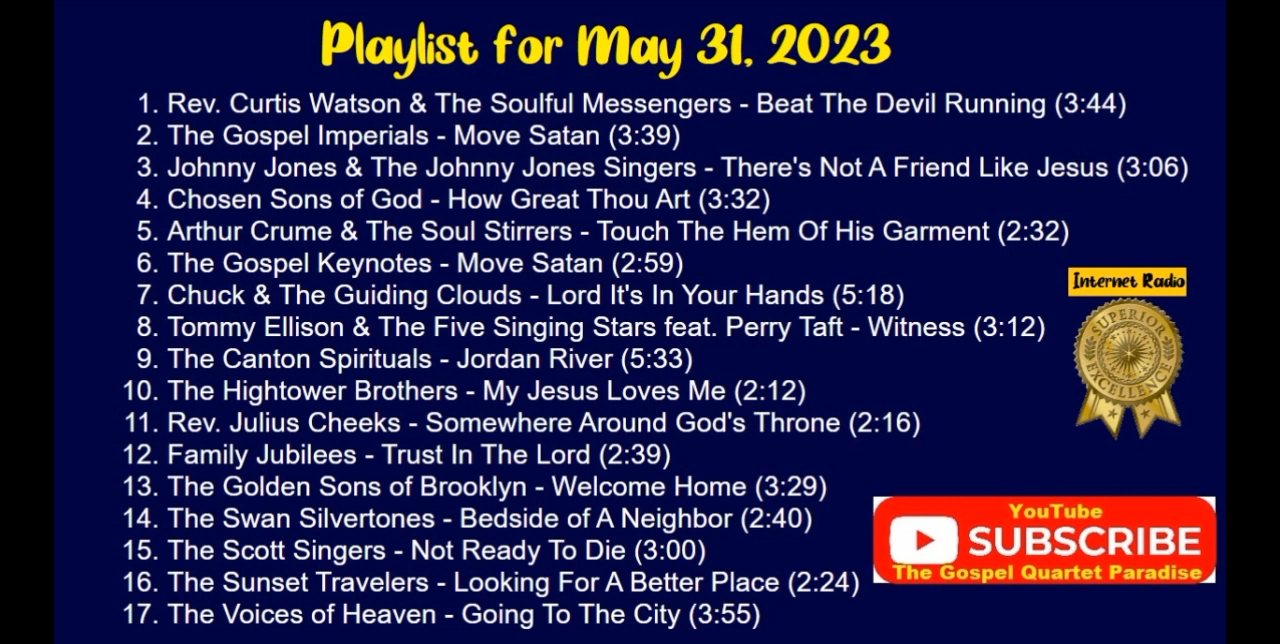 Playlist for May 31, 2023
1. Rev. Curtis Watson & The Soulful Messengers - Beat The Devil Running (3:44)
2. The Gospel Imperials - Move Satan (3:39)
3. Johnny Jones & The Johnny Jones Singers - There's Not A Friend Like Jesus (3:06)
4. Chosen Sons of God - How Great Thou Art (3:32)
5. Arthur Crume & The Soul Stirrers - Touch The Hem Of His Garment (2:32)
6. The Gospel Keynotes - Move Satan (2:59)
7. Chuck & The Guiding Clouds - Lord It's In Your Hands (5:18)
8. Tommy Ellison & The Five Singing Stars feat. Perry Taft - Witness (3:12)
9. The Canton Spirituals - Jordan River (5:33)
10. The Hightower Brothers - My Jesus Loves Me (2:12)
11. Rev. Julius Cheeks - Somewhere Around God's Throne (2:16)
12. Family Jubilees - Trust In The Lord (2:39)
13. The Golden Sons of Brooklyn - Welcome Home (3:29)
14. The Swan Silvertones - Bedside of A Neighbor (2:40)
15. The Scott Singers - Not Ready To Die (3:00)
16. The Sunset Travelers - Looking For A Better Place (2:24)
17. The Voices of Heaven - Going To The City (3:55)
Internet Radio
SUPERIOR
EXCELLENCE
YouTube
SUBSCRIBE
The Gospel Quartet Paradise